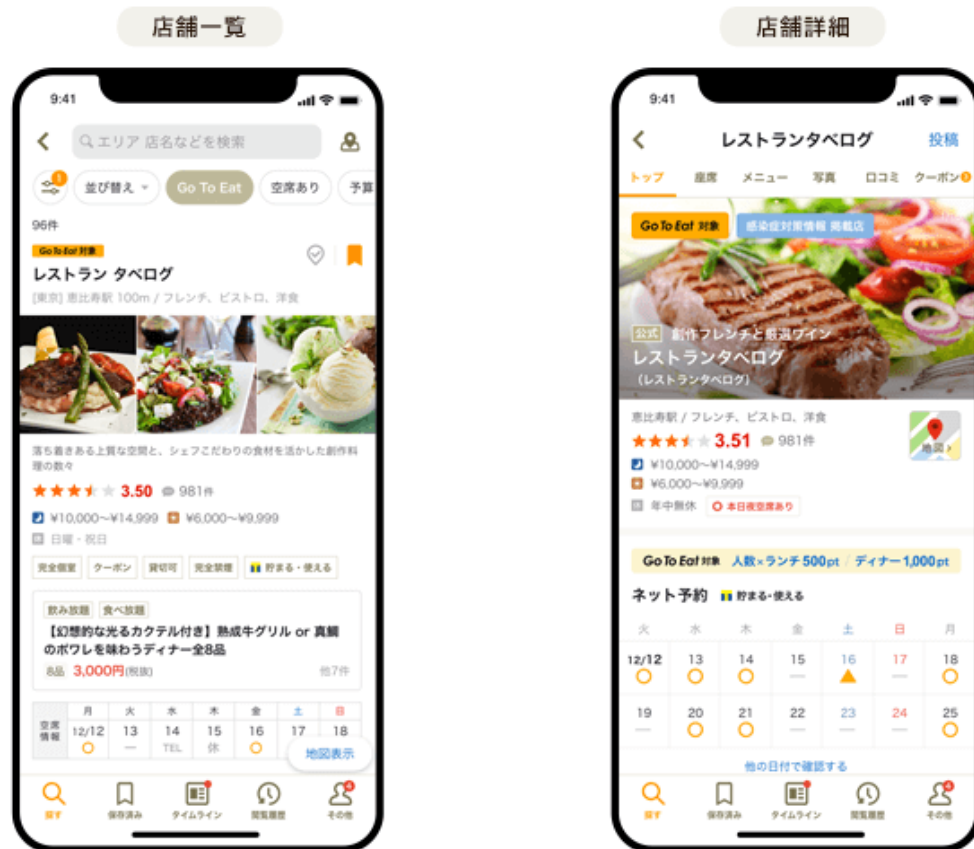 店舗一覧
9:41
エリア 店名などを検索
1
並び替え
Go To Eat
空席あり
予算
96件
Go To Eat 対象
レストラン タベログ
[東京] 恵比寿駅 100m / フレンチ、ビストロ、洋食
落ち着きある上質な空間と、シェフこだわりの食材を活かした創作料
理の数々
3.50 981件
¥10,000～¥14,999 ¥6,000～¥9,999
日曜・祝日
完全個室 クーポン 貸切可 完全禁煙 貯まる・使える
飲み放題 食べ放題
【幻想的な光るカクテル付き】熟成牛グリル or 真鯛
のポワレを味わうディナー全8品
8品 3,000円(税抜) 他7件
空席
情報
月 火 水 木 金 土 日
12/12 13 14 15 16 17 18
TEL 休
地図表示
探す 保存済み タイムライン 閲覧履歴 その他
4
店舗詳細
9:41
レストランタベログ 投稿
トップ 座席 メニュー 写真 口コミ クーポン
Go To Eat 対象 感染症対策情報 掲載店
公式 創作フレンチと厳選ワイン
レストランタベログ
(レストランタベログ)
恵比寿駅 / フレンチ、ビストロ、洋食
3.51 981件
地図
¥10,000～¥14,999
¥6,000～¥9,999
年中無休 本日夜空席あり
Go To Eat 対象 人数×ランチ 500pt / ディナー 1,000pt
ネット予約 貯まる・使える
火 水 木 金 土 日 月
12/12 13 14 15 16 17 18
19 20 21 22 23 24 25
他の日付で確認する
探す 保存済み タイムライン 閲覧履歴 その他
4